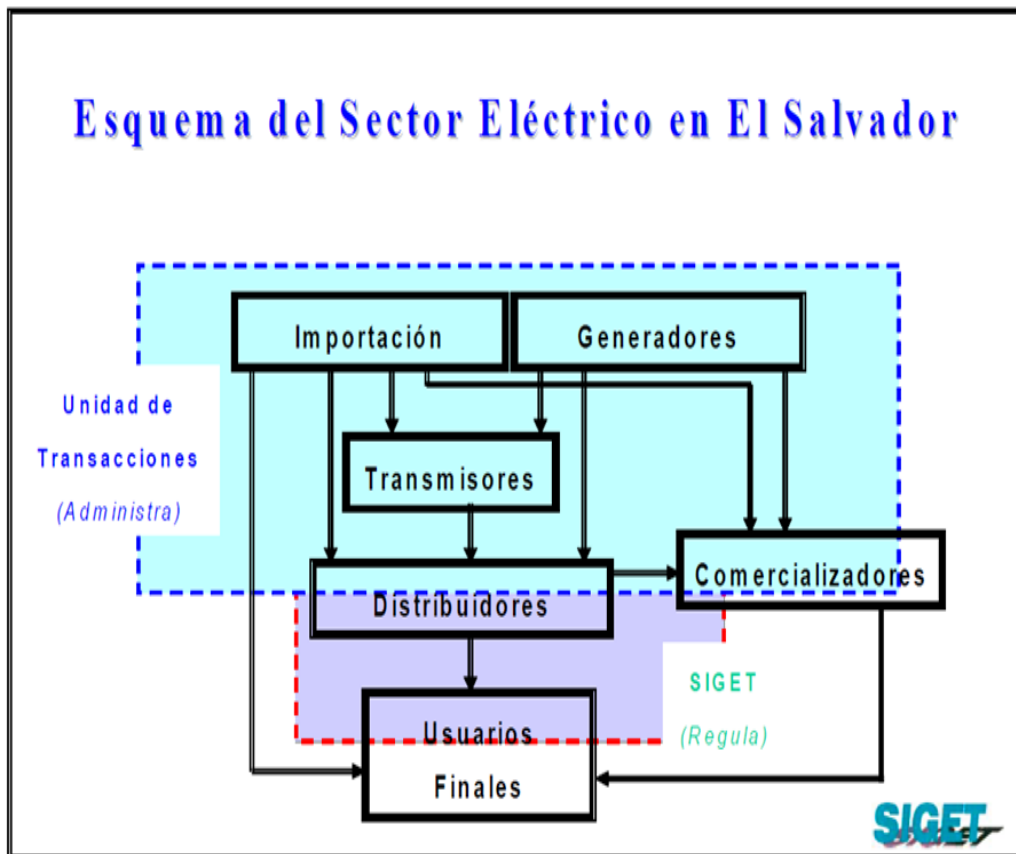 Esquema del Sector Eléctrico en El Salvador
Importación
Generadores
Unidad de
Transacciones
(Administra)
Transmisores
Comercializadores
Distribuidores
SIGET
(Regula)
Usuarios
Finales
SIGET